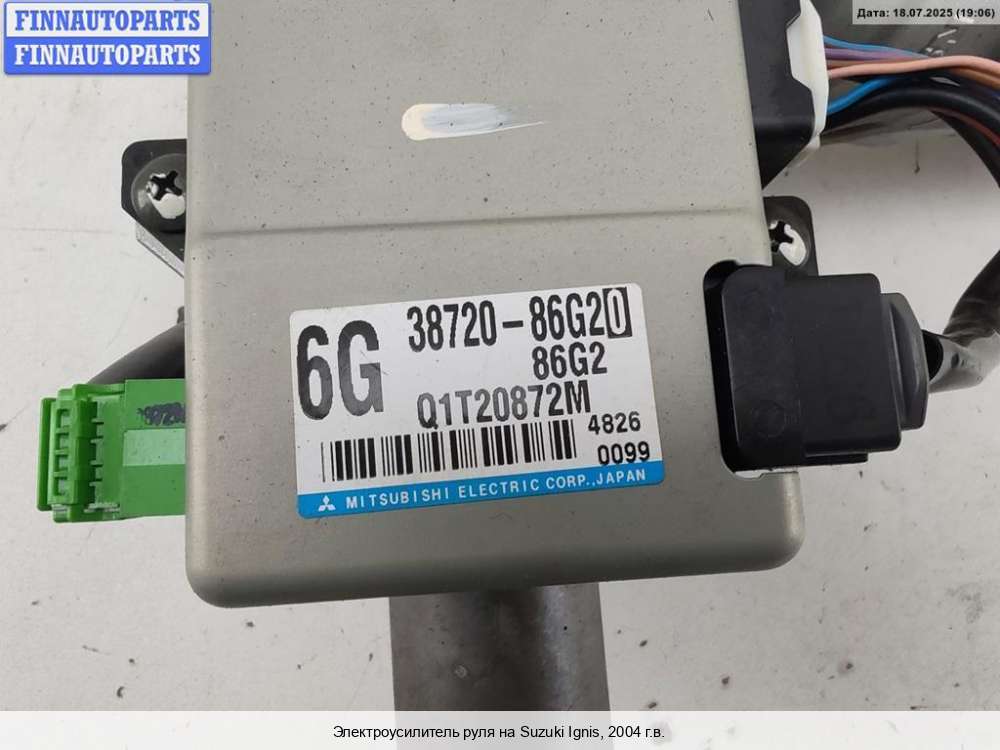 FINNAUTOPARTS
FINNAUTOPARTS
Дата: 18.07.2025 (19:06)
6G
38720-86G20
86G2
Q1T20872M
4826
0099
MITSUBISHI ELECTRIC CORP.,JAPAN
Электроусилитель руля на Suzuki Ignis, 2004 г.в.